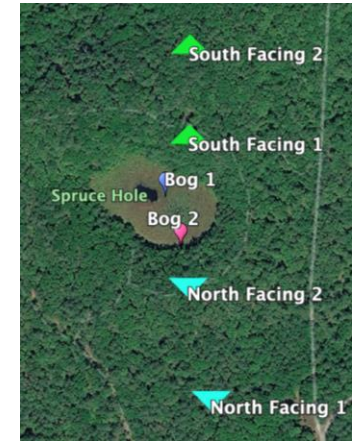 South Facing 2
South Facing 1
Bog 1
Spruce Hole
Bog 2
North Facing 2
North Facing 1